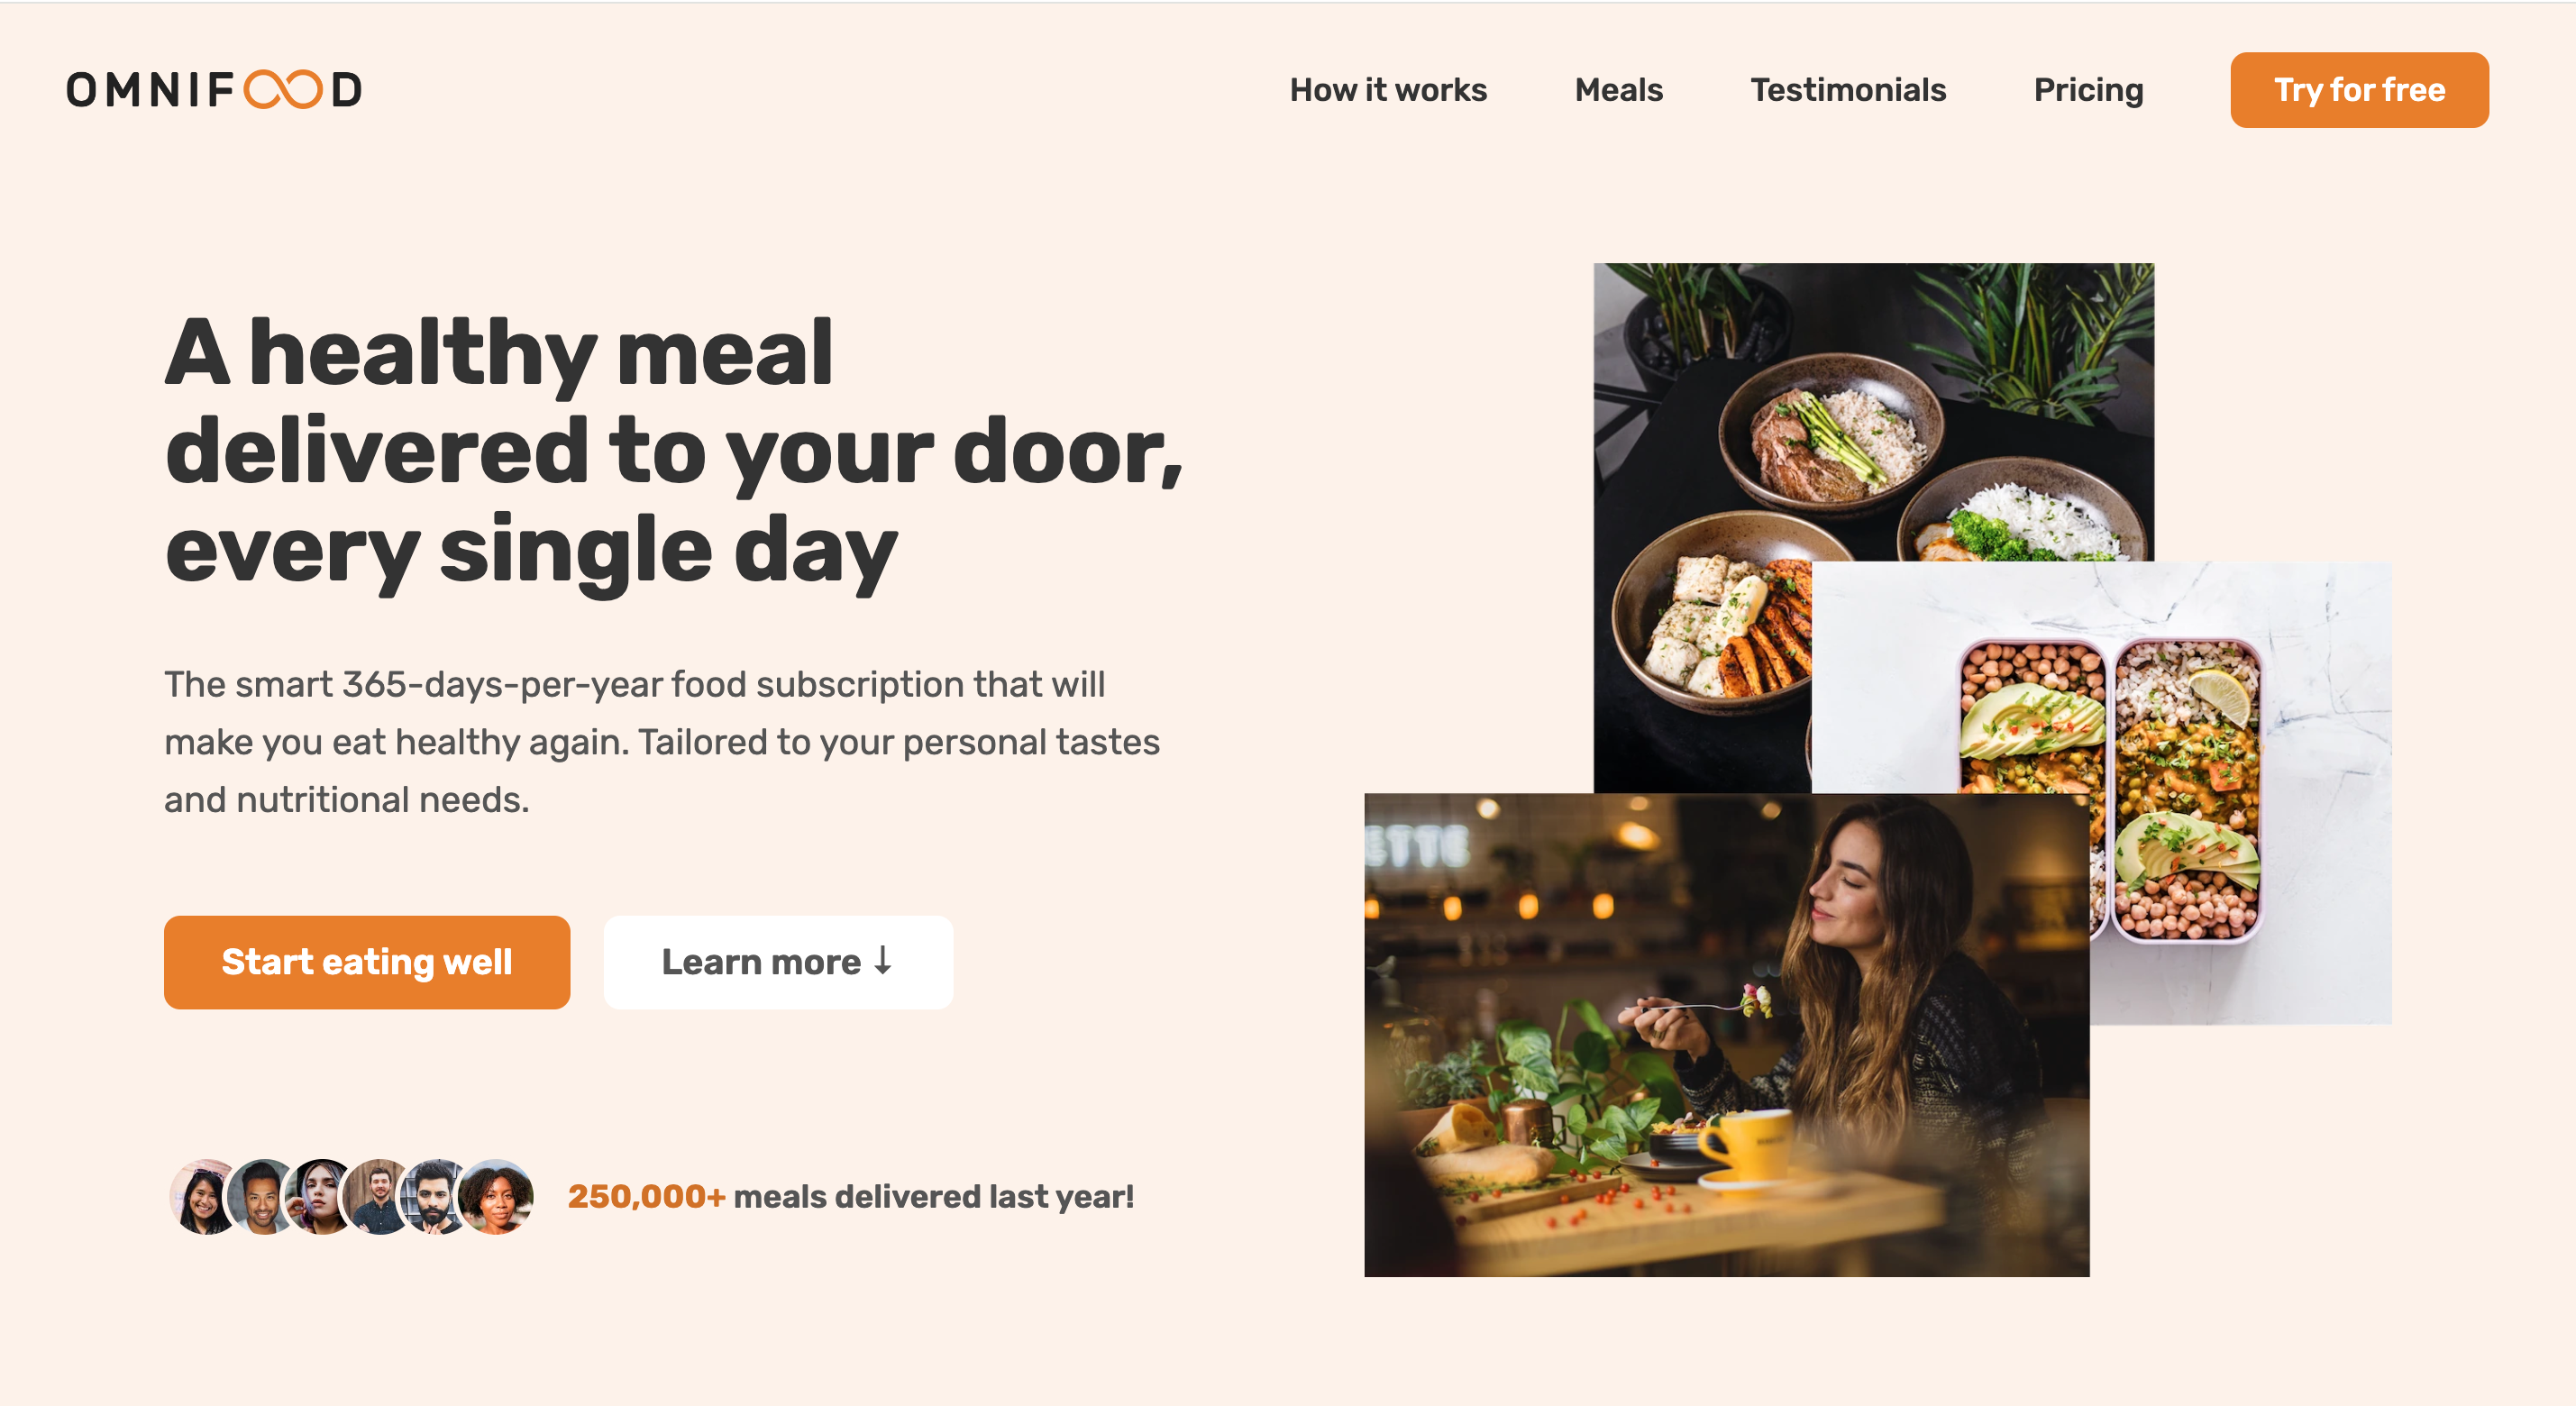 OMNIFOOD
How it works
Meals
Testimonials
Pricing
Try for free
A healthy meal
delivered to your door,
every single day
The smart 365-days-per-year food subscription that will
make you eat healthy again. Tailored to your personal tastes
and nutritional needs.
Start eating well
Learn more ↓
250,000+ meals delivered last year!
ETTE